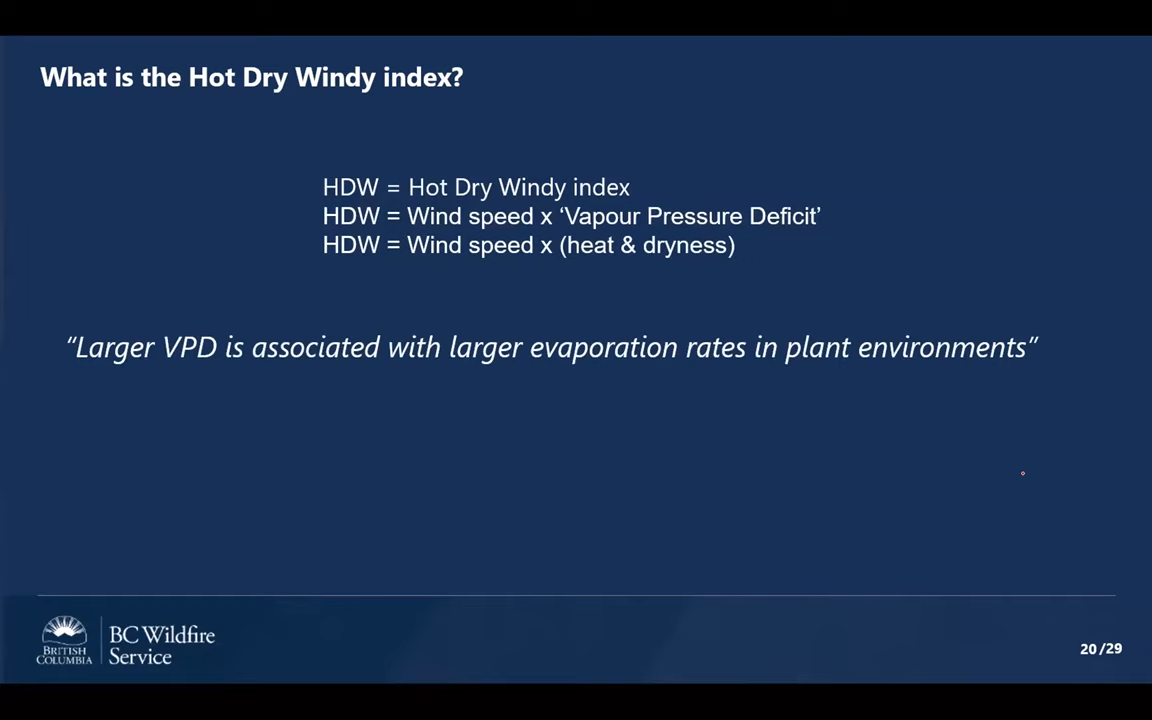 What is the Hot Dry Windy index?
HDW = Hot Dry Windy index
HDW = Wind speed x ‘Vapour Pressure Deficit’
HDW = Wind speed x (heat & dryness)
“Larger VPD is associated with larger evaporation rates in plant environments”
BRITISH
COLUMBIA
BC Wildfire
Service
20/29